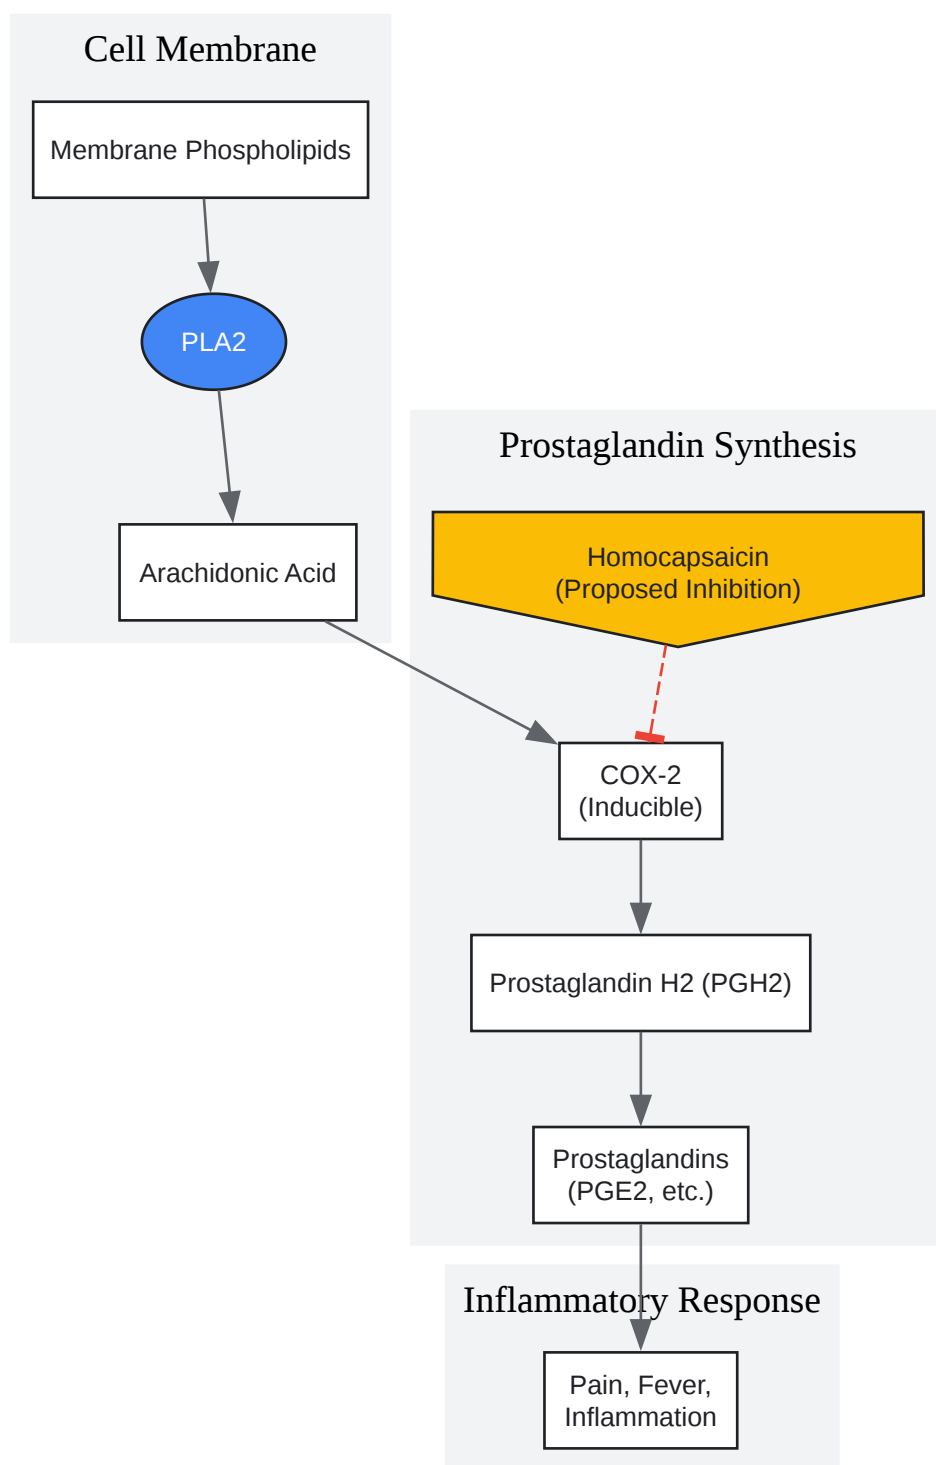 Cell Membrane
Membrane Phospholipids
PLA2
Arachidonic Acid
Prostaglandin Synthesis
Homocapsaicin
(Proposed Inhibition)
COX-2
(Inducible)
Prostaglandin H2 (PGH2)
Prostaglandins
(PGE2, etc.)
Inflammatory Response
Pain, Fever,
Inflammation